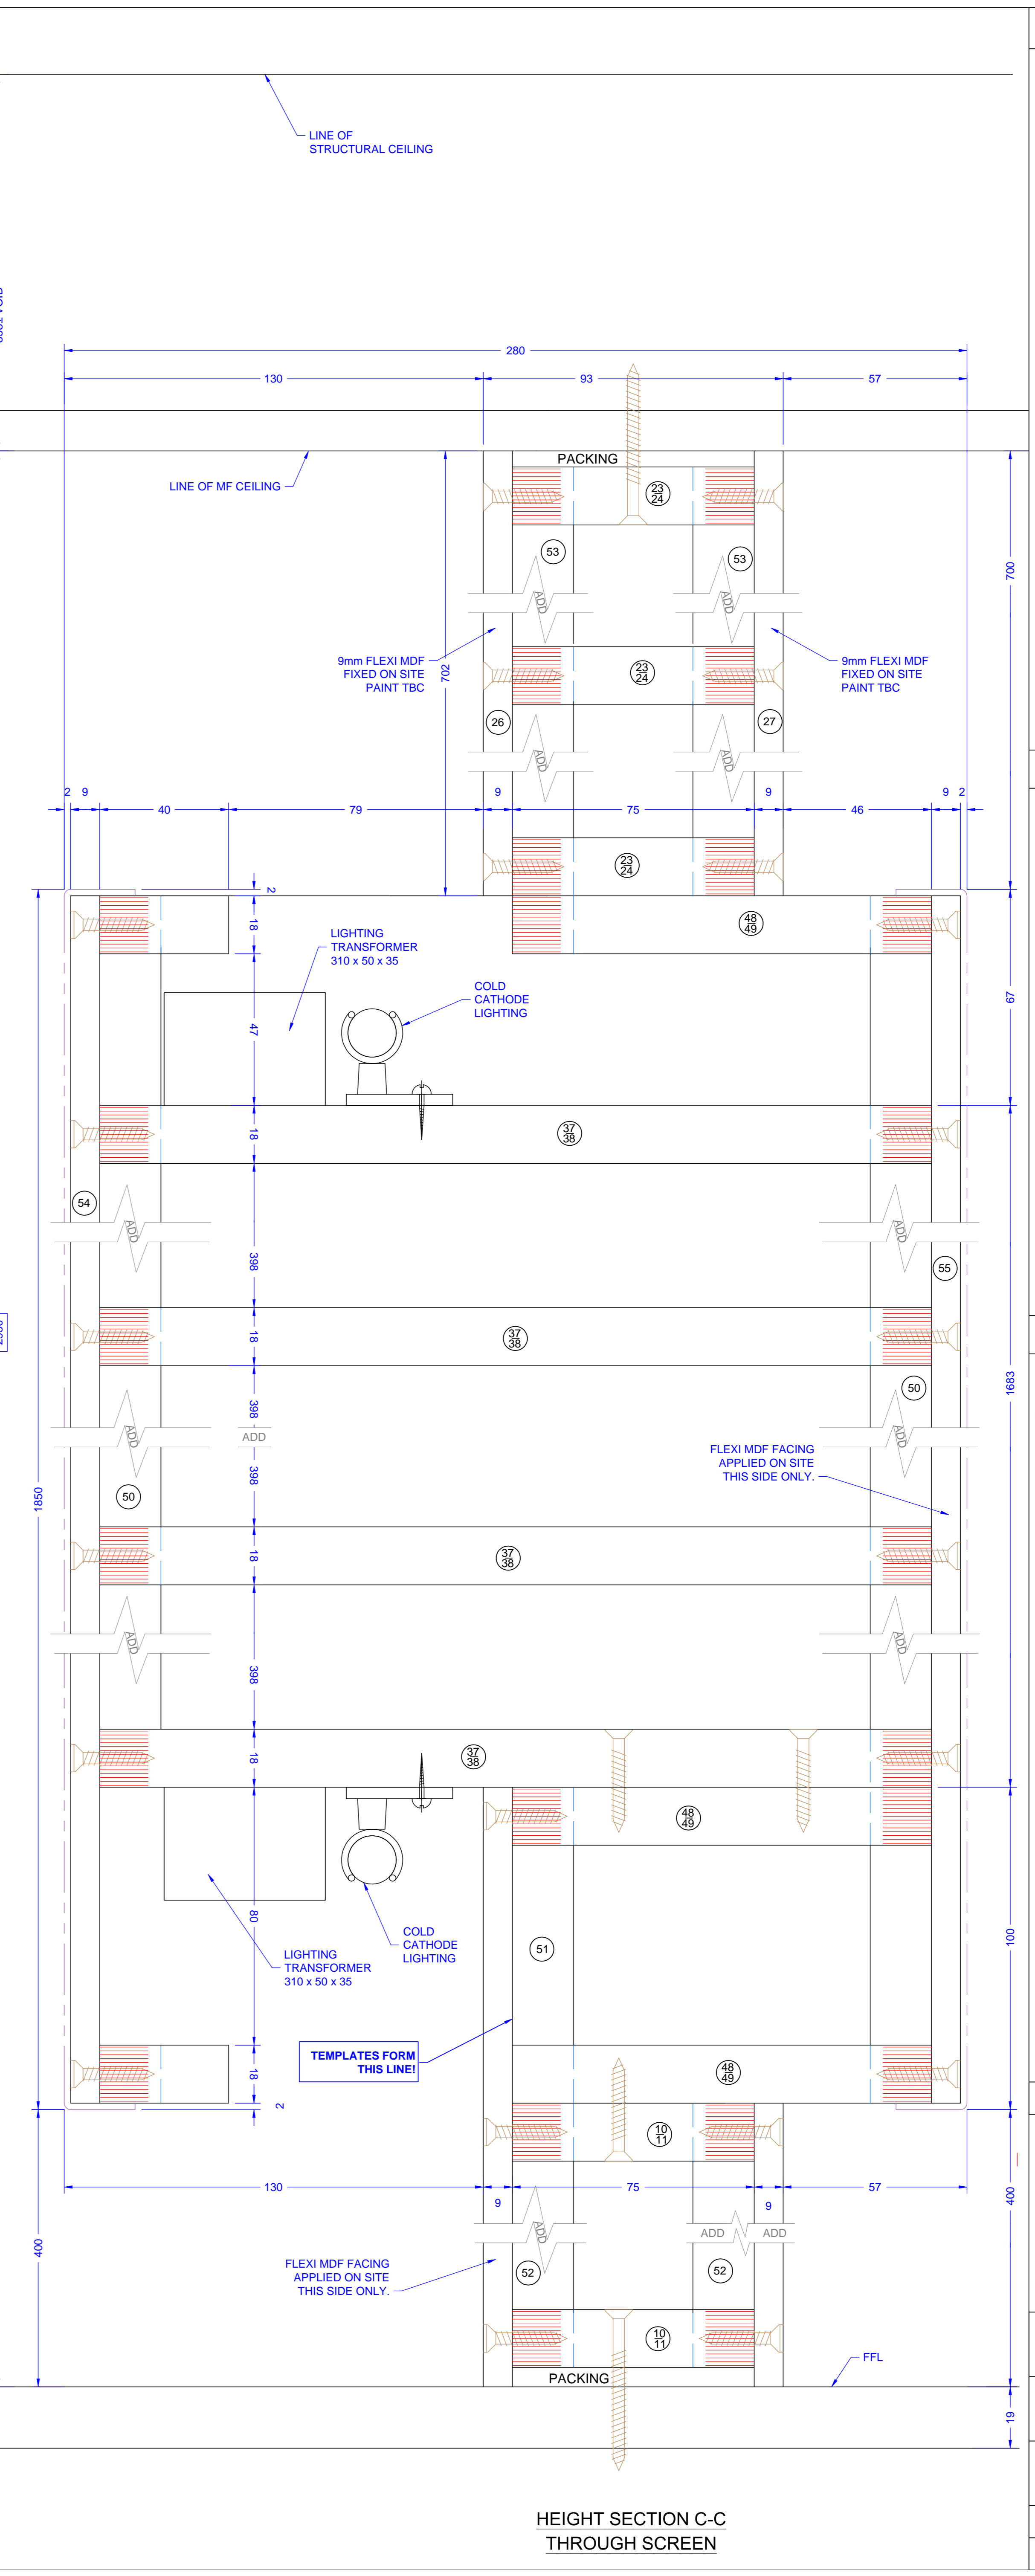 LINE OF
STRUCTURAL CEILING
280
130
93
57
PACKING
LINE OF MF CEILING
23
24
53
53
ADD
ADD
700
9mm FLEXI MDF
FIXED ON SITE
PAINT TBC
702
23
24
9mm FLEXI MDF
FIXED ON SITE
PAINT TBC
26
27
ADD
ADD
2
9
40
79
9
75
9
46
9
2
23
24
2
18
48
49
LIGHTING
TRANSFORMER
310 x 50 x 35
COLD
CATHODE
LIGHTING
47
67
18
37
38
54
ADD
ADD
398
55
18
37
38
1683
398
50
ADD
ADD
ADD
FLEXI MDF FACING
APPLIED ON SITE
THIS SIDE ONLY.
398
50
1850
18
37
38
ADD
ADD
398
18
37
38
48
49
80
COLD
CATHODE
LIGHTING
51
100
LIGHTING
TRANSFORMER
310 x 50 x 35
TEMPLATES FORM
THIS LINE!
18
48
49
2
10
11
130
9
75
9
57
400
400
ADD
ADD
ADD
FLEXI MDF FACING
APPLIED ON SITE
THIS SIDE ONLY.
52
52
10
11
FFL
PACKING
19
HEIGHT SECTION C-C
THROUGH SCREEN